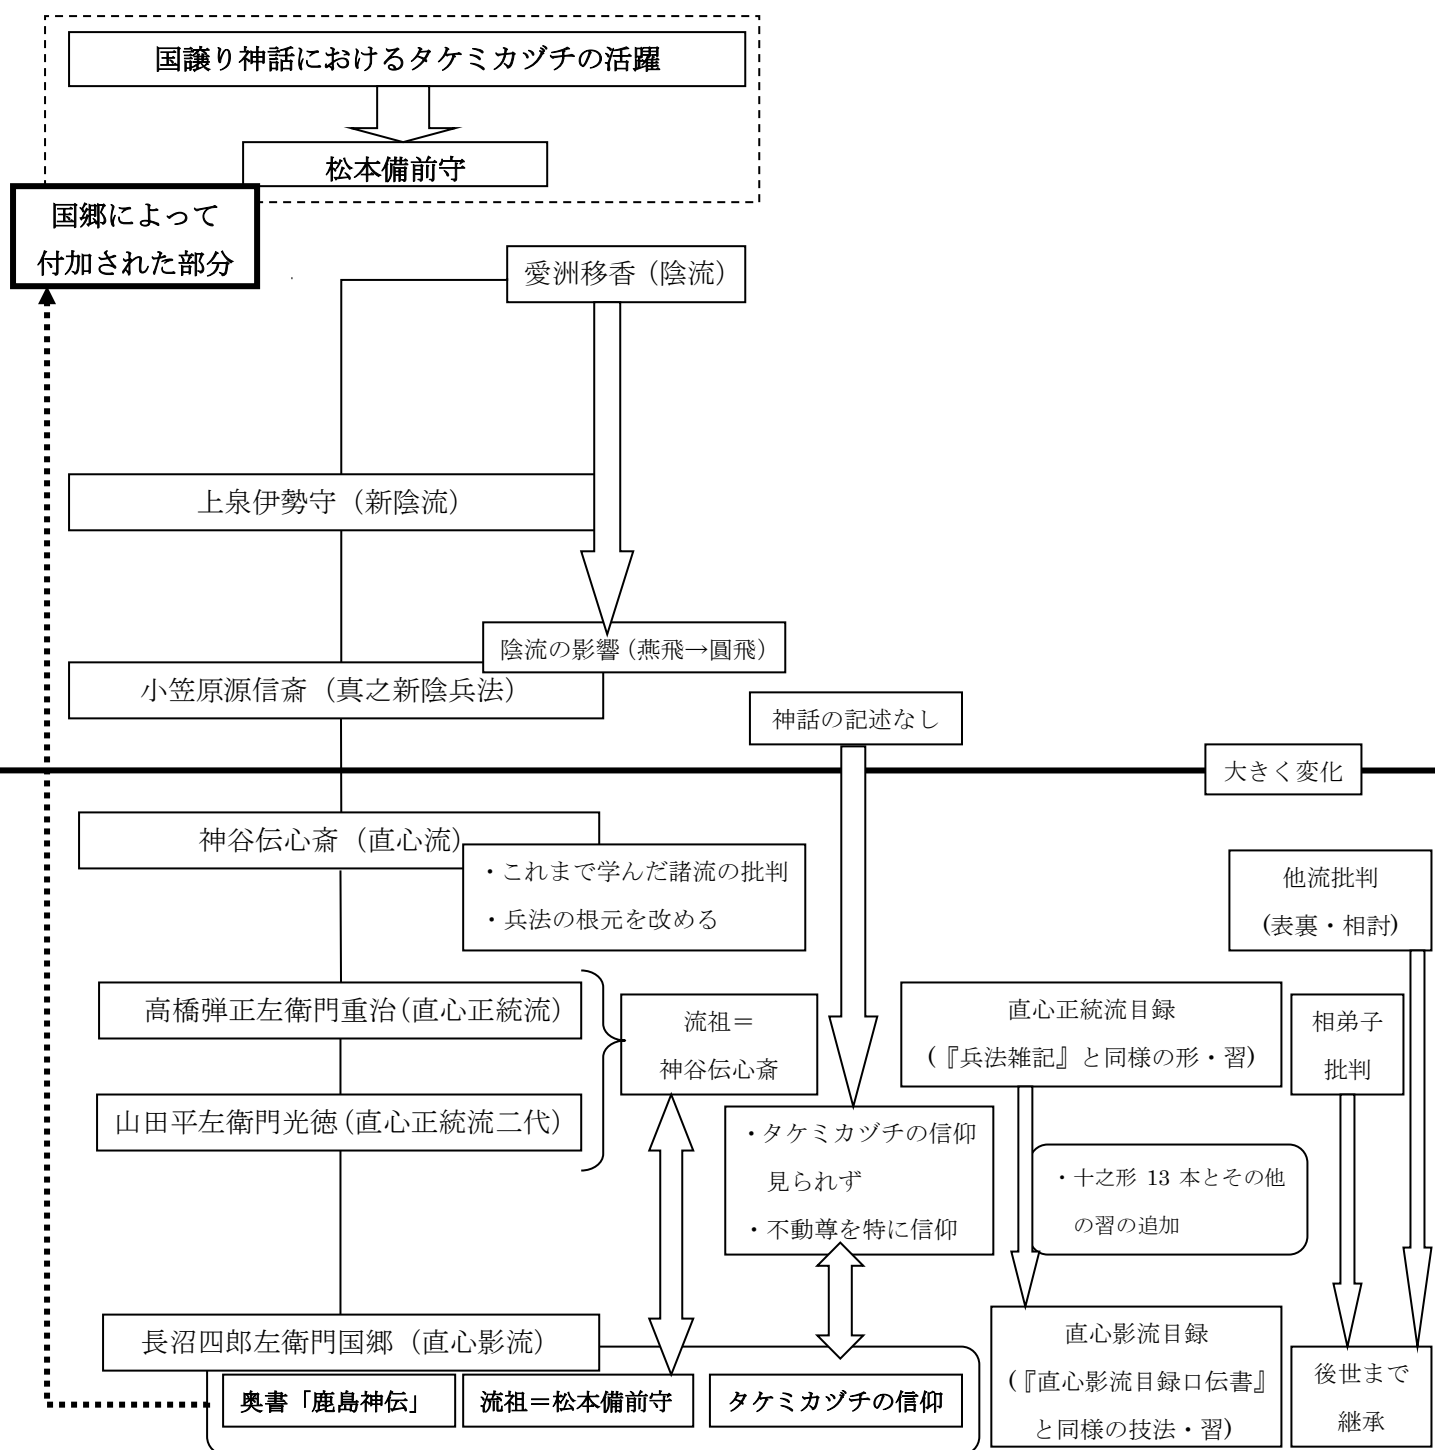 国譲り神話におけるタケミカヅチの活躍
松本備前守
国郷によって
付加された部分
愛洲移香（陰流）
上泉伊勢守（新陰流）
陰流の影響（燕飛→圓飛）
小笠原源信斎（真之新陰兵法）
神話の記述なし
大きく変化
神谷伝心斎（直心流）
・これまで学んだ諸流の批判
・兵法の根元を改める
他流批判
(表裏・相討)
高橋弾正左衛門重治（直心正統流）
流祖＝
神谷伝心斎
直心正統流目録
(『兵法雑記』と同様の形・習)
相弟子
批判
山田平左衛門光徳（直心正統流二代）
・タケミカヅチの信仰
見られず
・不動尊を特に信仰
・十之形 13 本とその他
の習の追加
長沼四郎左衛門国郷（直心影流）
奥書「鹿島神伝」
流祖＝松本備前守
タケミカヅチの信仰
直心影流目録
(『直心影流目録口伝書』
と同様の技法・習)
後世まで
継承